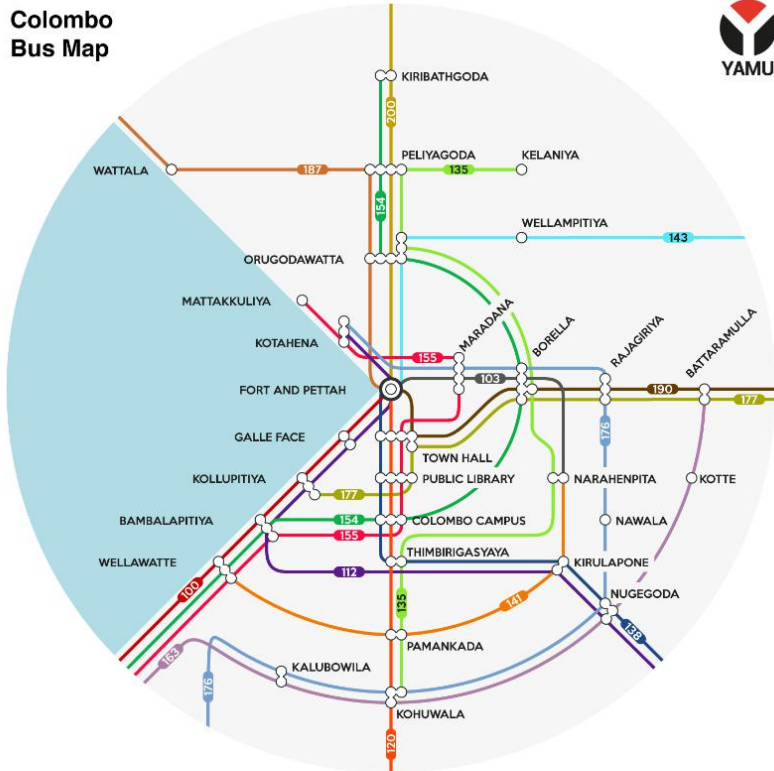 Colombo
Bus Map
YAMU
KIRIBATHGODA
200
WATTALA
187
PELIYAGODA
135
KELANIYA
154
WELLAMPITIYA
143
ORUGODAWATTA
MATTAKKULIYA
KOTAHENA
155
MARADANA
BORELLA
RAJAGIRIYA
BATTARAMULLA
103
FORT AND PETTAH
190
177
GALLE FACE
TOWN HALL
176
KOLLUPITIYA
177
PUBLIC LIBRARY
NARAHENPITA
KOTTE
BAMBALAPITIYA
154
COLOMBO CAMPUS
NAWALA
155
WELLAWATTE
THIMBIRIGASYAYA
KIRULAPONE
112
100
135
141
NUGEGODA
138
PAMANKADA
163
KALUBOWILA
176
KOHUWALA
120